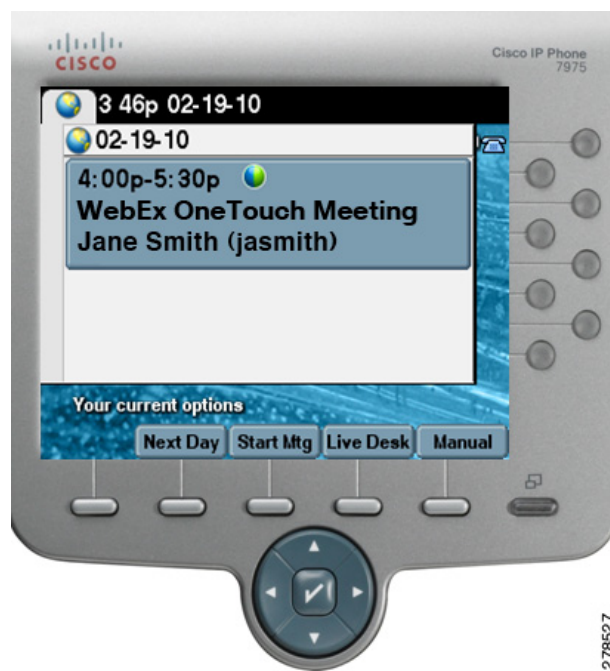 CISCO
Cisco IP Phone
7975
3 46p 02-19-10
02-19-10
4:00p-5:30p
WebEx OneTouch Meeting
Jane Smith (jasmith)
Your current options
Next Day Start Mtg Live Desk Manual
278527